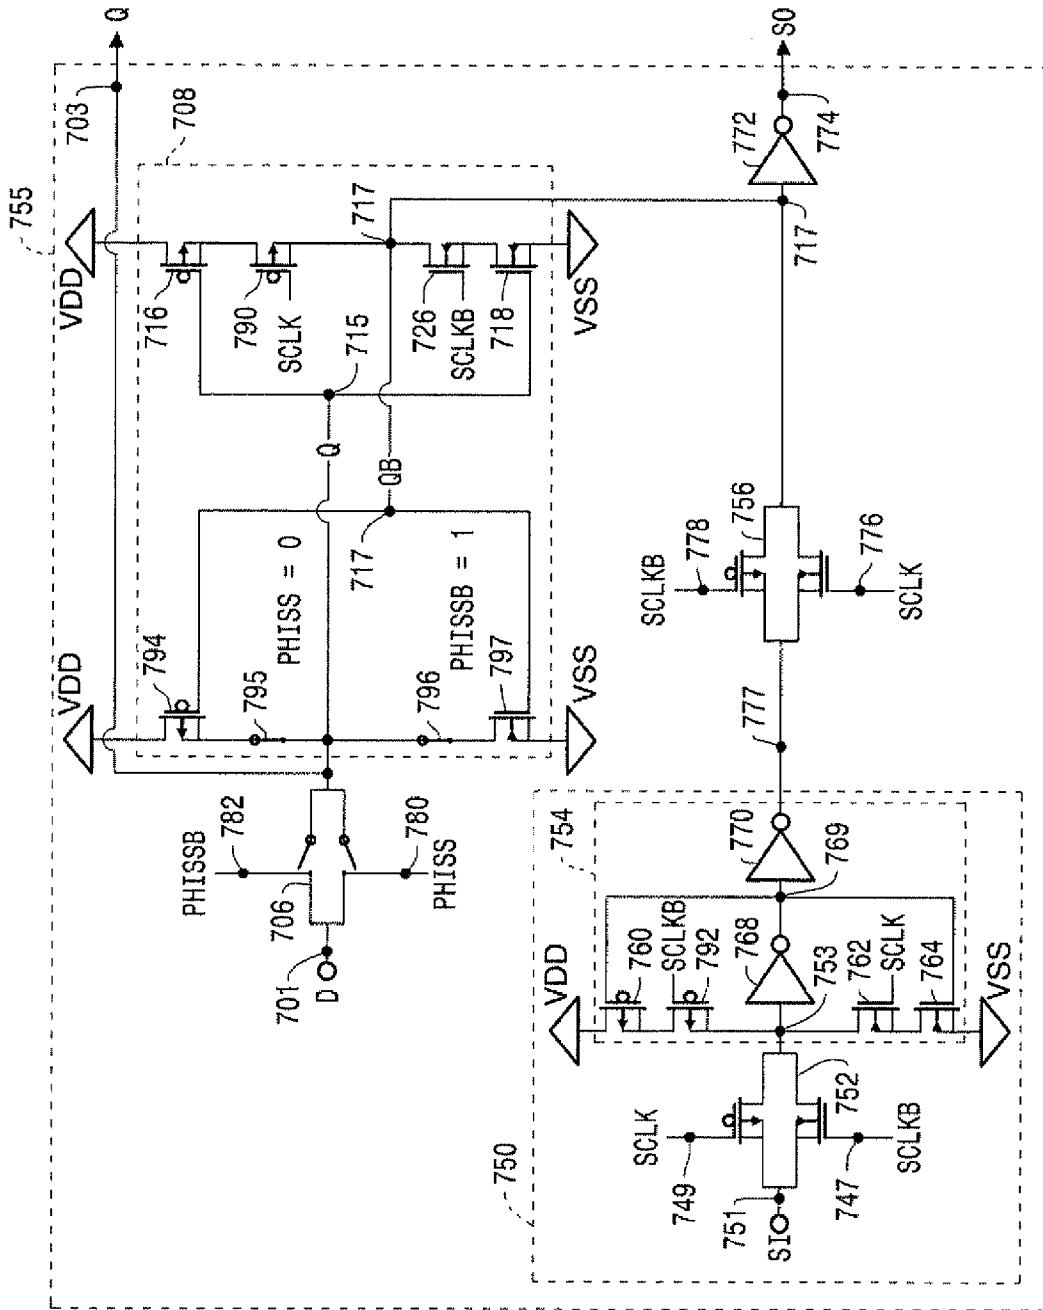 755
703
Q
VDD
708
716
790
SCLK
715
717
726
SCLKB
718
VSS
Q
QB
717
VDD
794
795
PHISS = 0
PHISSB = 1
796
797
VSS
PHISSB
782
706
701
D
780
PHISS
772
SO
774
717
SCLKB
778
756
776
SCLK
777
750
754
VDD
760
SCLKB
792
770
769
768
753
762
SCLK
764
VSS
SCLK
749
752
751
SI
747
SCLKB